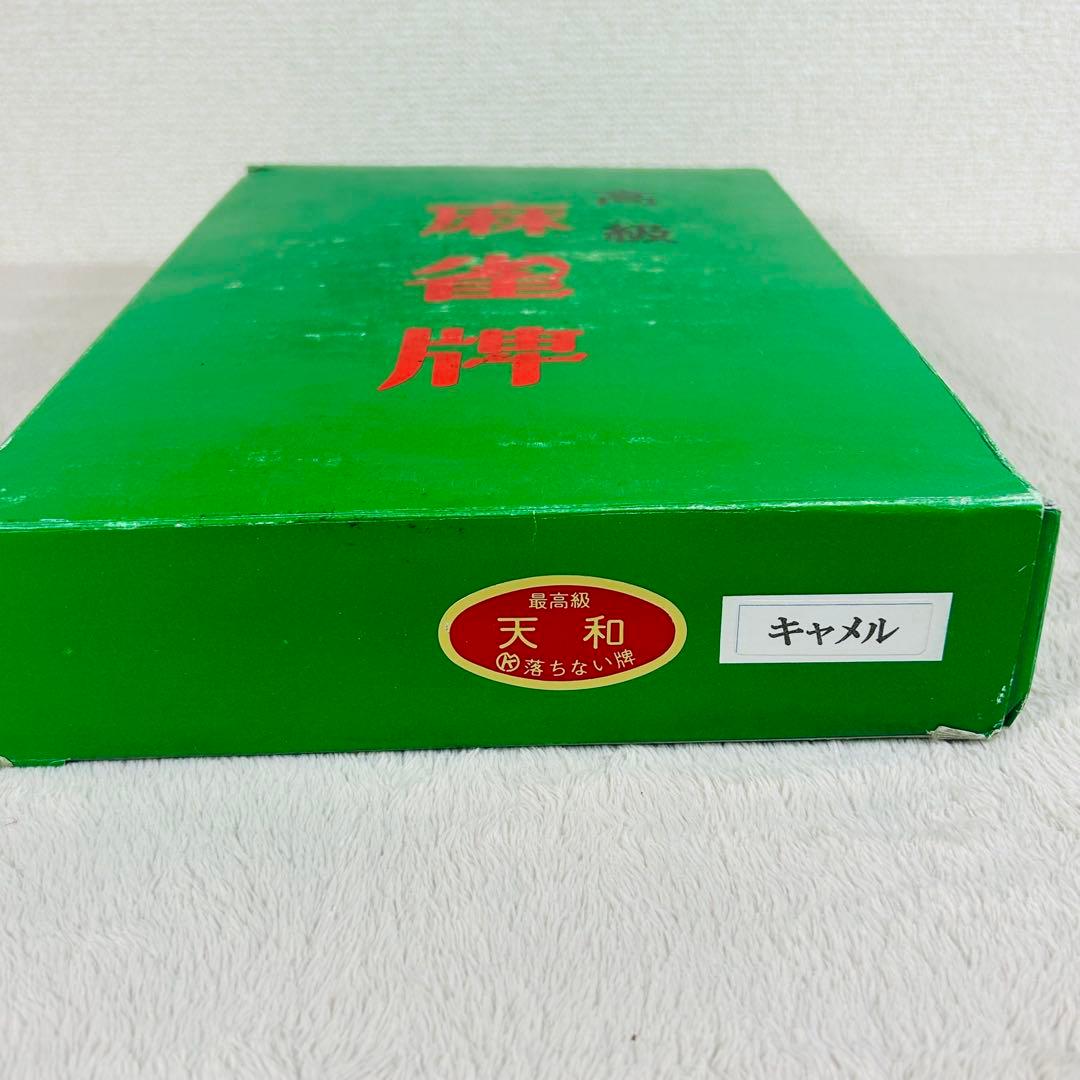 高級
麻雀牌
最高級
天和
落ちない牌
キャメル